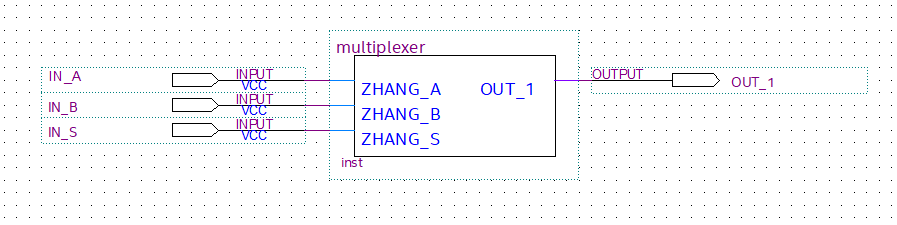 multiplexer
IN_A
INPUT
VCC
IN_B
INPUT
VCC
IN_S
INPUT
VCC
ZHANG_A
OUT_1
ZHANG_B
ZHANG_S
inst
OUTPUT
OUT_1